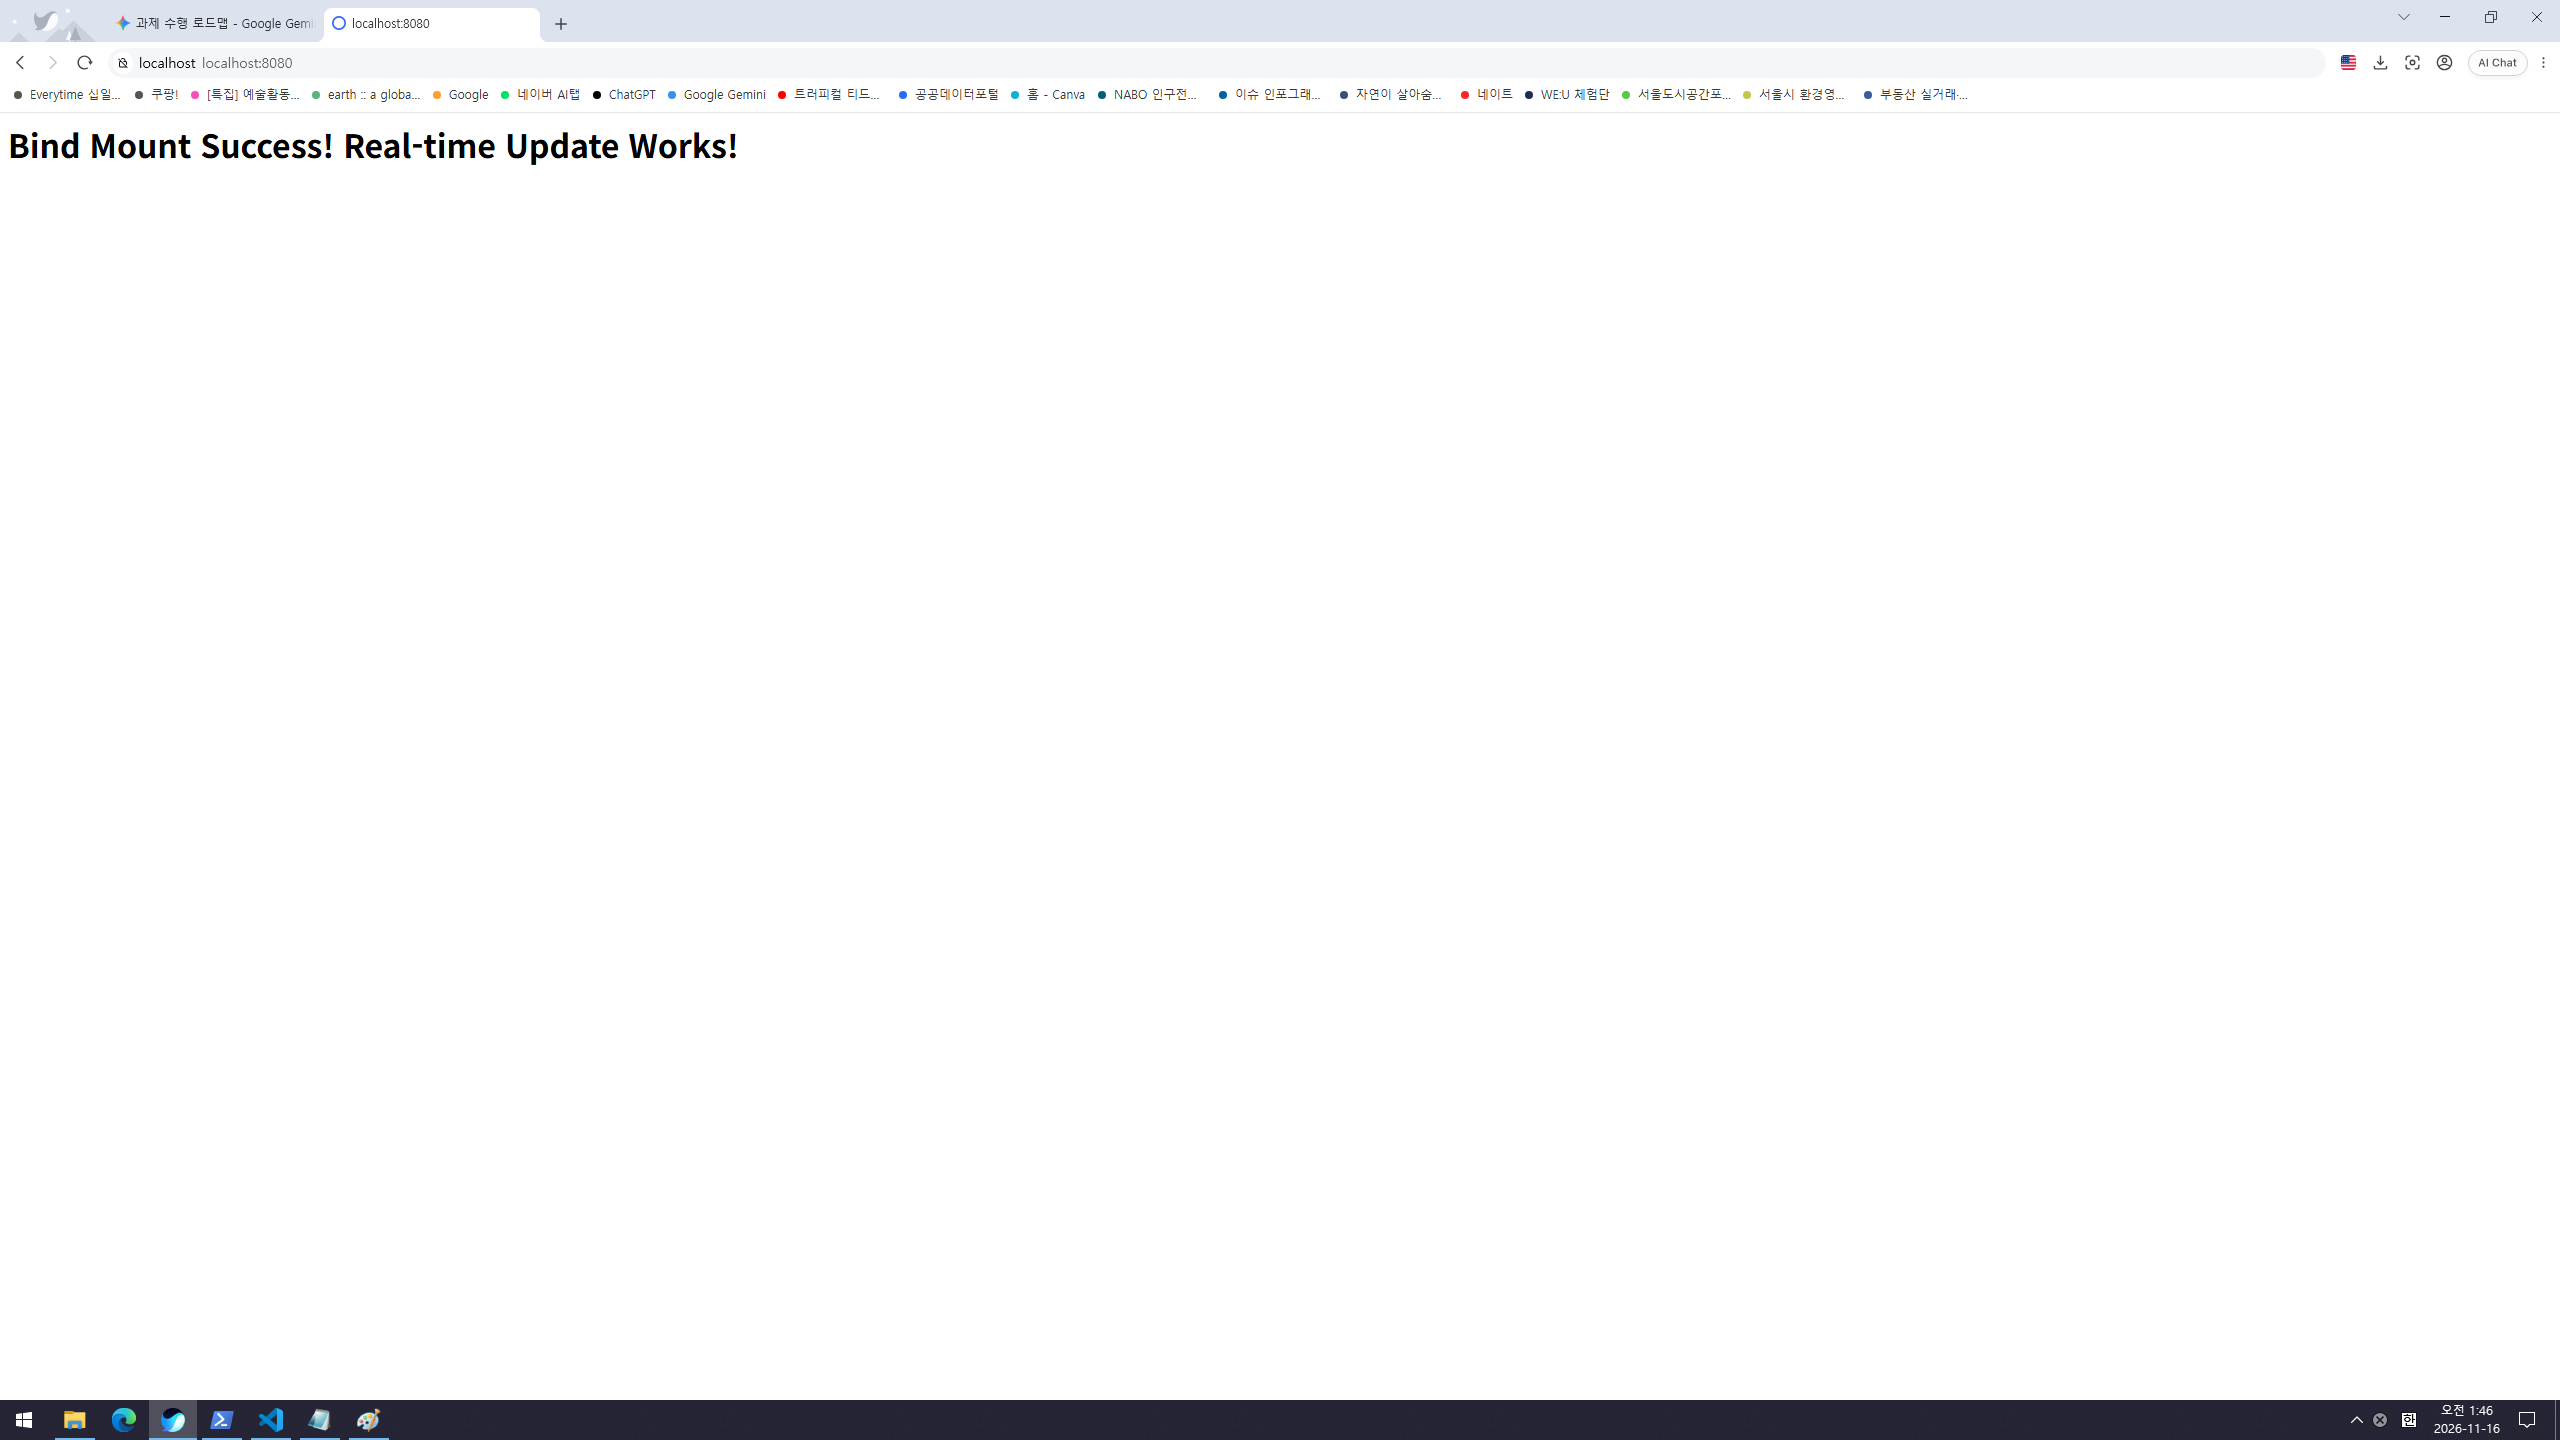 과제 수행 로드맵 - Google Gemi
localhost:8080
localhost localhost:8080
AI Chat
Everytime 십일...
쿠팡!
[특집] 예술활동...
earth :: a globa...
Google
네이버 AI탭
ChatGPT
Google Gemini
트러피컬 티드...
공공데이터포털
홈 - Canva
NABO 인구전...
이슈 인포그래...
자연이 살아숨...
네이트
WE:U 체험단
서울도시공간포...
서울시 환경영...
부동산 실거래·...
Bind Mount Success! Real-time Update Works!
한
오전 1:46
2026-11-16